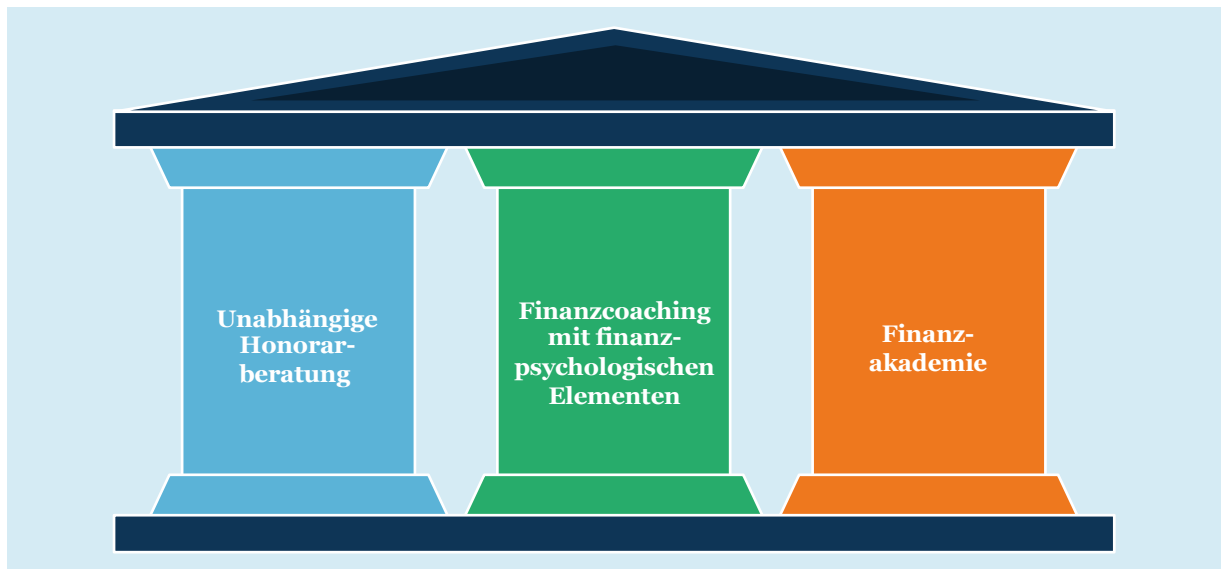 Unabhängige
Honorar-
beratung
Finanzcoaching
mit finanz-
psychologischen
Elementen
Finanz-
akademie